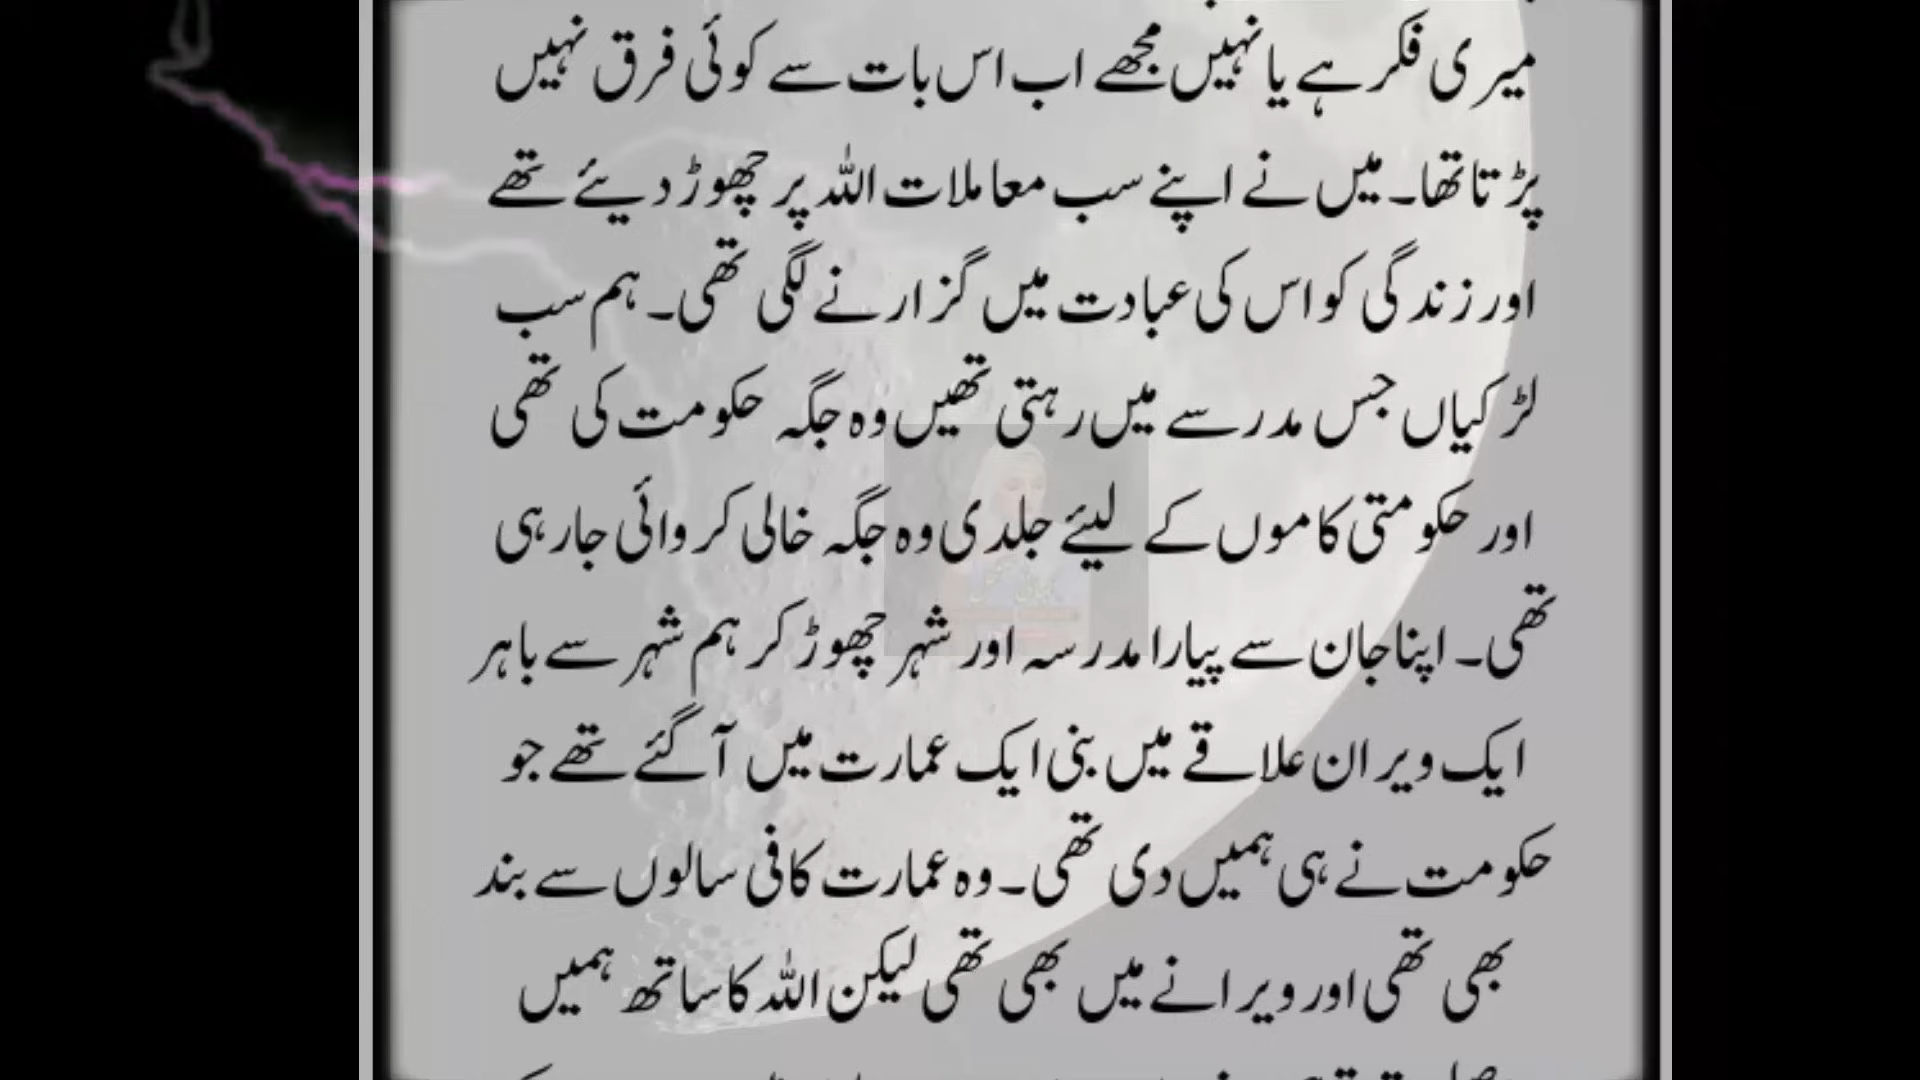 میری فکر ہے یا نہیں مجھے اب اس بات سے کوئی فرق نہیں
پڑتا تھا۔ میں نے اپنے سب معاملات اللہ پر چھوڑ دیئے تھے
اور زندگی کو اس کی عبادت میں گزارنے لگی تھی۔ ہم سب
لڑکیاں جس مدرسے میں رہتی تھیں وہ جگہ حکومت کی تھی
اور حکومتی کاموں کے لیئے جلدی وہ جگہ خالی کروائی جارہی
تھی۔ اپنا جان سے پیارا مدرسہ اور شہر چھوڑ کر ہم شہر سے باہر
ایک ویران علاقے میں بنی ایک عمارت میں آگئے تھے جو
حکومت نے ہی ہمیں دی تھی۔ وہ عمارت کافی سالوں سے بند
بھی تھی اور ویرانے میں بھی تھی لیکن اللہ کا ساتھ ہمیں